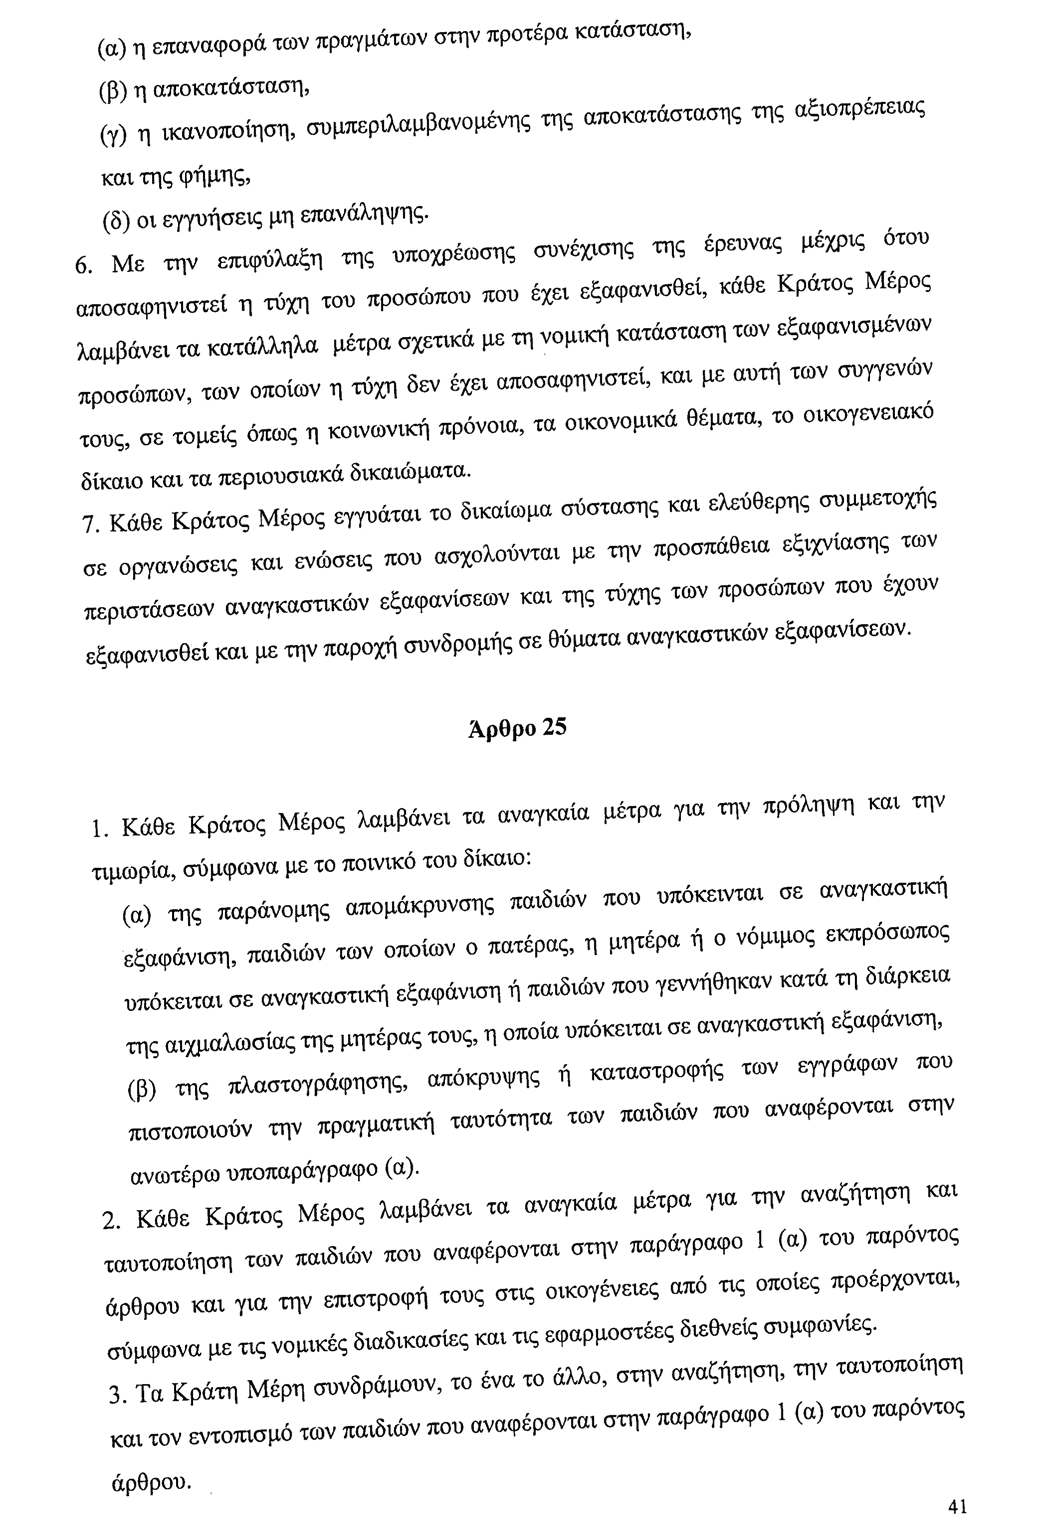 (α) η επαναφορά των πραγμάτων στην προτέρα κατάσταση,
(β) η αποκατάσταση,
(γ) η ικανοποίηση, συμπεριλαμβανομένης της αποκατάστασης της αξιοπρέπειας
και της φήμης,
(δ) οι εγγυήσεις μη επανάληψης.
6. Με την επιφύλαξη της υποχρέωσης συνέχισης της έρευνας μέχρις ότου
αποσαφηνιστεί η τύχη του προσώπου που έχει εξαφανισθεί, κάθε Κράτος Μέρος
λαμβάνει τα κατάλληλα μέτρα σχετικά με τη νομική κατάσταση των εξαφανισμένων
προσώπων, των οποίων η τύχη δεν έχει αποσαφηνιστεί, και με αυτή των συγγενών
τους, σε τομείς όπως η κοινωνική πρόνοια, τα οικονομικά θέματα, το οικογενειακό
δίκαιο και τα περιουσιακά δικαιώματα.
7. Κάθε Κράτος Μέρος εγγυάται το δικαίωμα σύστασης και ελεύθερης συμμετοχής
σε οργανώσεις και ενώσεις που ασχολούνται με την προσπάθεια εξιχνίασης των
περιστάσεων αναγκαστικών εξαφανίσεων και της τύχης των προσώπων που έχουν
εξαφανισθεί και με την παροχή συνδρομής σε θύματα αναγκαστικών εξαφανίσεων.
Άρθρο 25
1. Κάθε Κράτος Μέρος λαμβάνει τα αναγκαία μέτρα για την πρόληψη και την
τιμωρία, σύμφωνα με το ποινικό του δίκαιο:
(α) της παράνομης απομάκρυνσης παιδιών που υπόκεινται σε αναγκαστική
εξαφάνιση, παιδιών των οποίων ο πατέρας, η μητέρα ή ο νόμιμος εκπρόσωπος
υπόκειται σε αναγκαστική εξαφάνιση ή παιδιών που γεννήθηκαν κατά τη διάρκεια
της αιχμαλωσίας της μητέρας τους, η οποία υπόκειται σε αναγκαστική εξαφάνιση,
(β) της πλαστογράφησης, απόκρυψης ή καταστροφής των εγγράφων που
πιστοποιούν την πραγματική ταυτότητα των παιδιών που αναφέρονται στην
ανωτέρω υποπαράγραφο (α).
2. Κάθε Κράτος Μέρος λαμβάνει τα αναγκαία μέτρα για την αναζήτηση και
ταυτοποίηση των παιδιών που αναφέρονται στην παράγραφο 1 (α) του παρόντος
άρθρου και για την επιστροφή τους στις οικογένειες από τις οποίες προέρχονται,
σύμφωνα με τις νομικές διαδικασίες και τις εφαρμοστέες διεθνείς συμφωνίες.
3. Τα Κράτη Μέρη συνδράμουν, το ένα το άλλο, στην αναζήτηση, την ταυτοποίηση
και τον εντοπισμό των παιδιών που αναφέρονται στην παράγραφο 1 (α) του παρόντος
άρθρου.
41